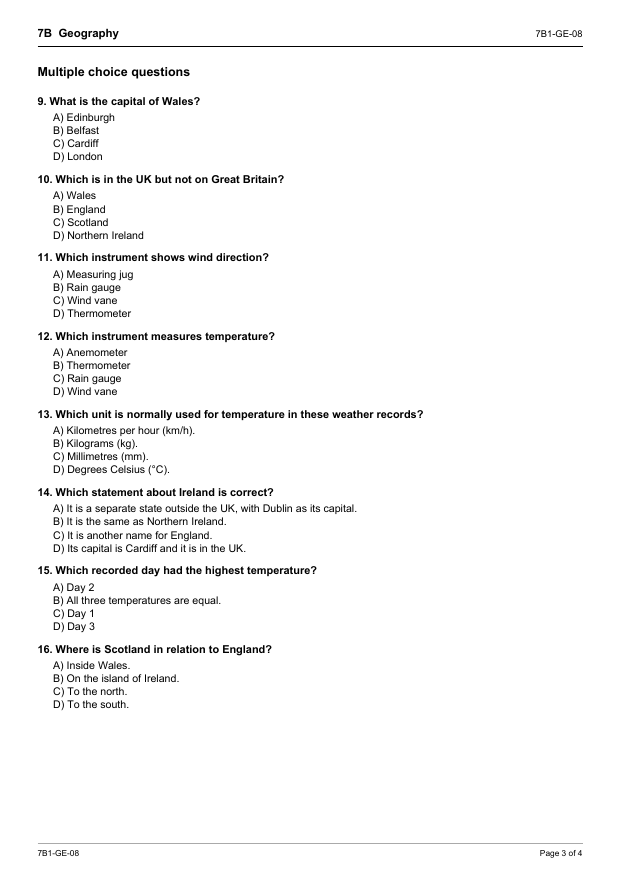 7B Geography
7B1-GE-08
Multiple choice questions
9. What is the capital of Wales?
A) Edinburgh
B) Belfast
C) Cardiff
D) London
10. Which is in the UK but not on Great Britain?
A) Wales
B) England
C) Scotland
D) Northern Ireland
11. Which instrument shows wind direction?
A) Measuring jug
B) Rain gauge
C) Wind vane
D) Thermometer
12. Which instrument measures temperature?
A) Anemometer
B) Thermometer
C) Rain gauge
D) Wind vane
13. Which unit is normally used for temperature in these weather records?
A) Kilometres per hour (km/h).
B) Kilograms (kg).
C) Millimetres (mm).
D) Degrees Celsius (°C).
14. Which statement about Ireland is correct?
A) It is a separate state outside the UK, with Dublin as its capital.
B) It is the same as Northern Ireland.
C) It is another name for England.
D) Its capital is Cardiff and it is in the UK.
15. Which recorded day had the highest temperature?
A) Day 2
B) All three temperatures are equal.
C) Day 1
D) Day 3
16. Where is Scotland in relation to England?
A) Inside Wales.
B) On the island of Ireland.
C) To the north.
D) To the south.
7B1-GE-08
Page 3 of 4